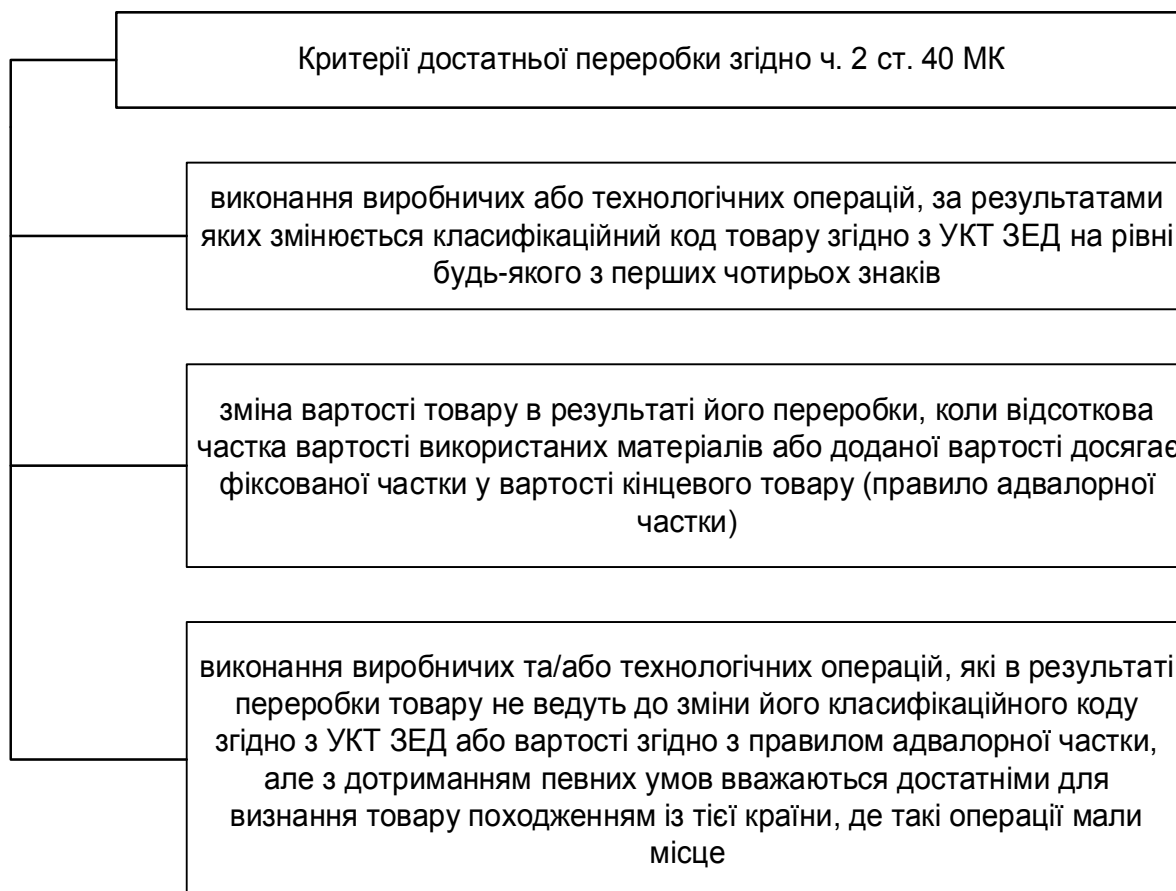 Критерії достатньої переробки згідно ч. 2 ст. 40 МК
виконання виробничих або технологічних операцій, за результатами
яких змінюється класифікаційний код товару згідно з УКТ ЗЕД на рівні
будь-якого з перших чотирьох знаків
зміна вартості товару в результаті його переробки, коли відсоткова
частка вартості використаних матеріалів або доданої вартості досягає
фіксованої частки у вартості кінцевого товару (правило адвалорної
частки)
виконання виробничих та/або технологічних операцій, які в результаті
переробки товару не ведуть до зміни його класифікаційного коду
згідно з УКТ ЗЕД або вартості згідно з правилом адвалорної частки,
але з дотриманням певних умов вважаються достатніми для
визнання товару походженням із тієї країни, де такі операції мали
місце